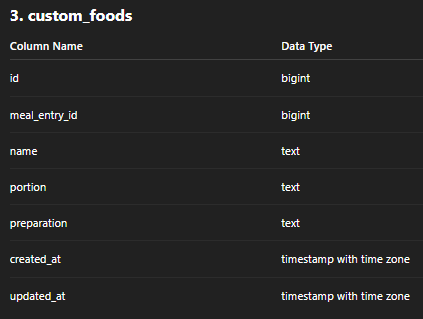 3. custom_foods
Column Name Data Type
id bigint
meal_entry_id bigint
name text
portion text
preparation text
created_at timestamp with time zone
updated_at timestamp with time zone